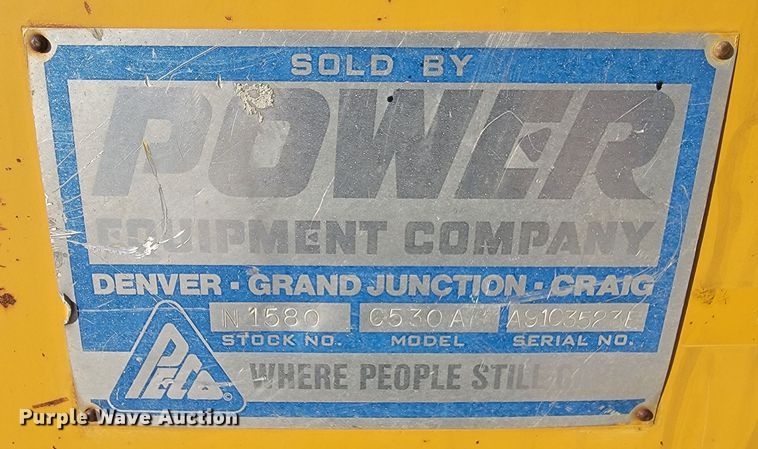 SOLD BY
POWER
EQUIPMENT COMPANY
DENVER · GRAND JUNCTION · CRAIG
N1580
STOCK NO. MODEL SERIAL NO.
PECo
WHERE PEOPLE STILL
Purple Wave Auction